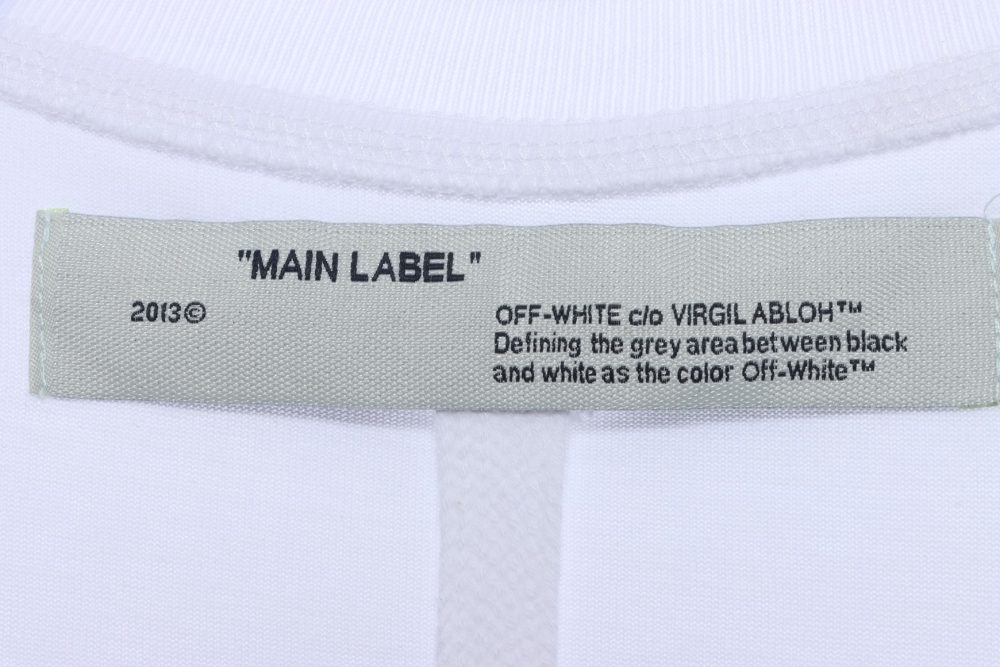 "MAIN LABEL"
2013©
OFF-WHITE c/o VIRGIL ABLOH™
Defining the grey area between black
and white as the color Off-White™